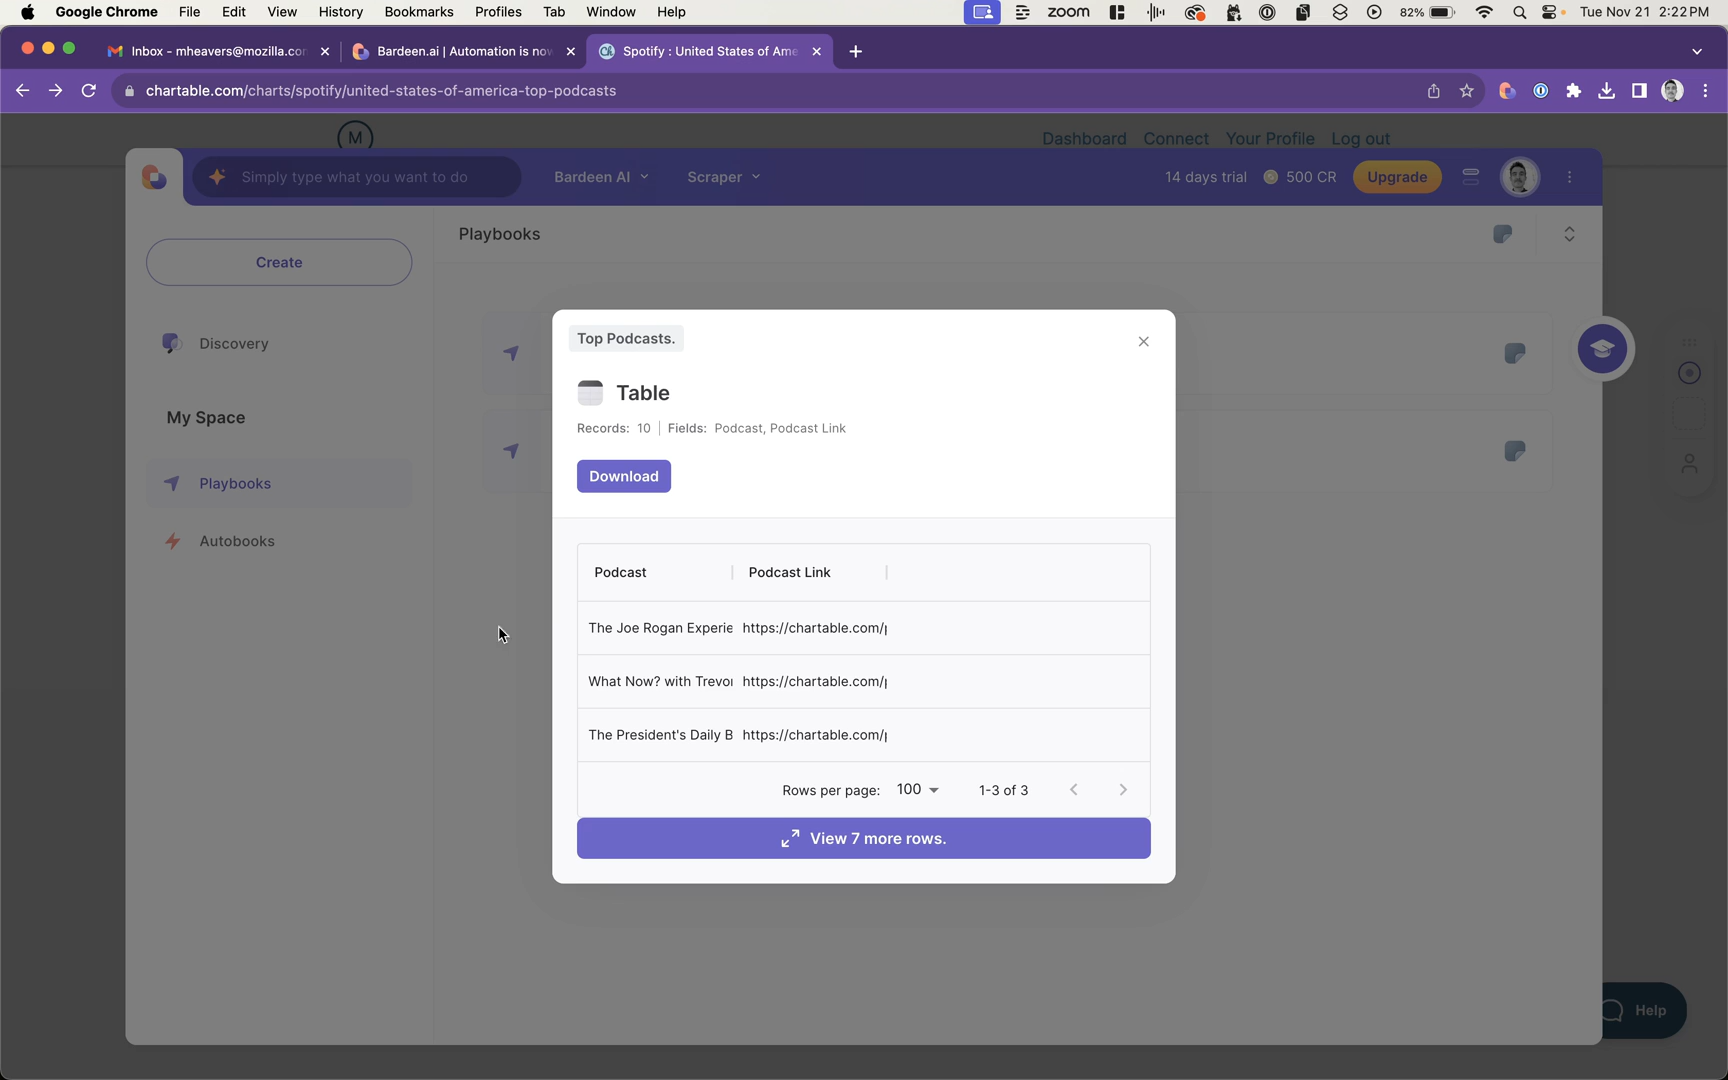 Google Chrome File Edit View History Bookmarks Profiles Tab Window Help zoom 82% Tue Nov 21 2:22 PM
Inbox - mheavers@mozilla.co Bardeen.ai | Automation is no Spotify : United States of Ame
chartable.com/charts/spotify/united-states-of-america-top-podcasts
M Dashboard Connect Your Profile Log out
Simply type what you want to do Bardeen AI Scraper 14 days trial 500 CR Upgrade
Playbooks
Create
Discovery
My Space
Playbooks
Autobooks
Top Podcasts.
Table
Records: 10 | Fields: Podcast, Podcast Link
Download
Podcast Podcast Link
The Joe Rogan Experie https://chartable.com/
What Now? with Trevo https://chartable.com/
The President's Daily B https://chartable.com/
Rows per page: 100 1-3 of 3
View 7 more rows.
Help